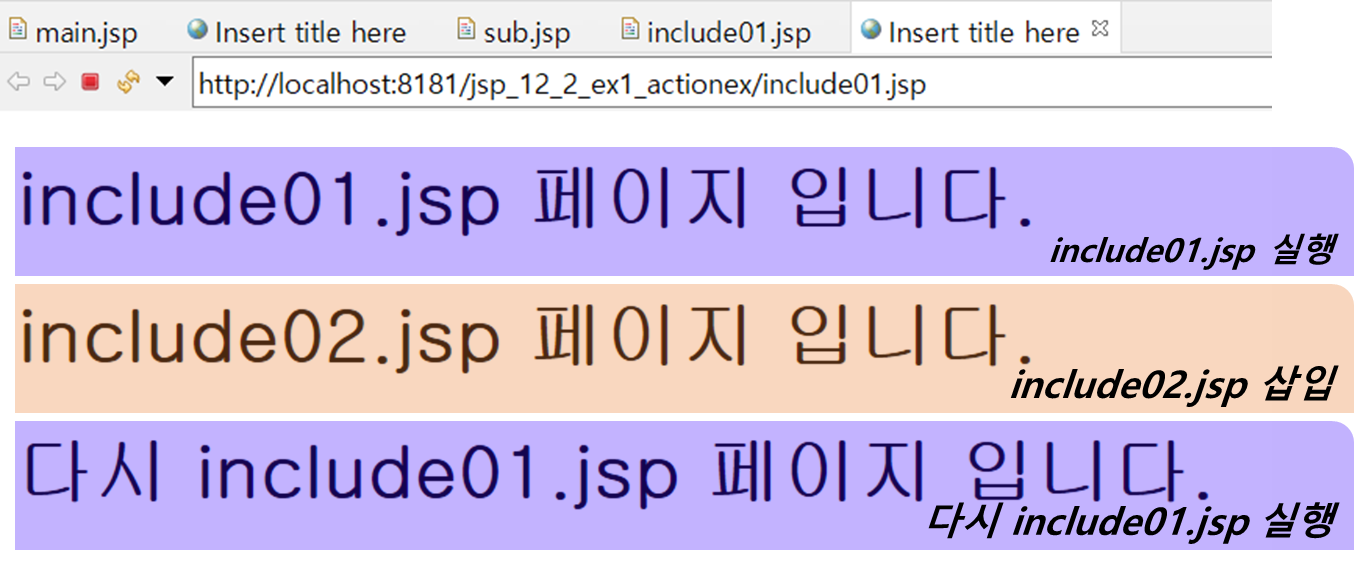 main.jsp Insert title here sub.jsp include01.jsp Insert title here
http://localhost:8181/jsp_12_2_ex1_actionex/include01.jsp
include01.jsp 페이지 입니다.
include01.jsp 실행
include02.jsp 페이지 입니다.
include02.jsp 삽입
다시 include01.jsp 페이지 입니다.
다시 include01.jsp 실행